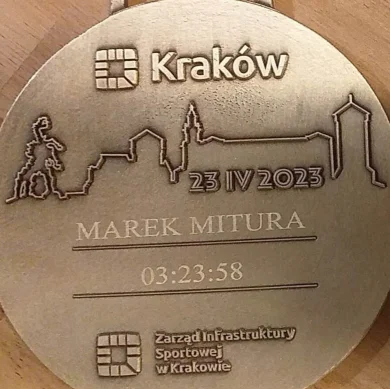 Kraków
23 IV 2023
MAREK MITURA
03:23:58
Zarząd Infrastruktury
Sportowej
w Krakowie